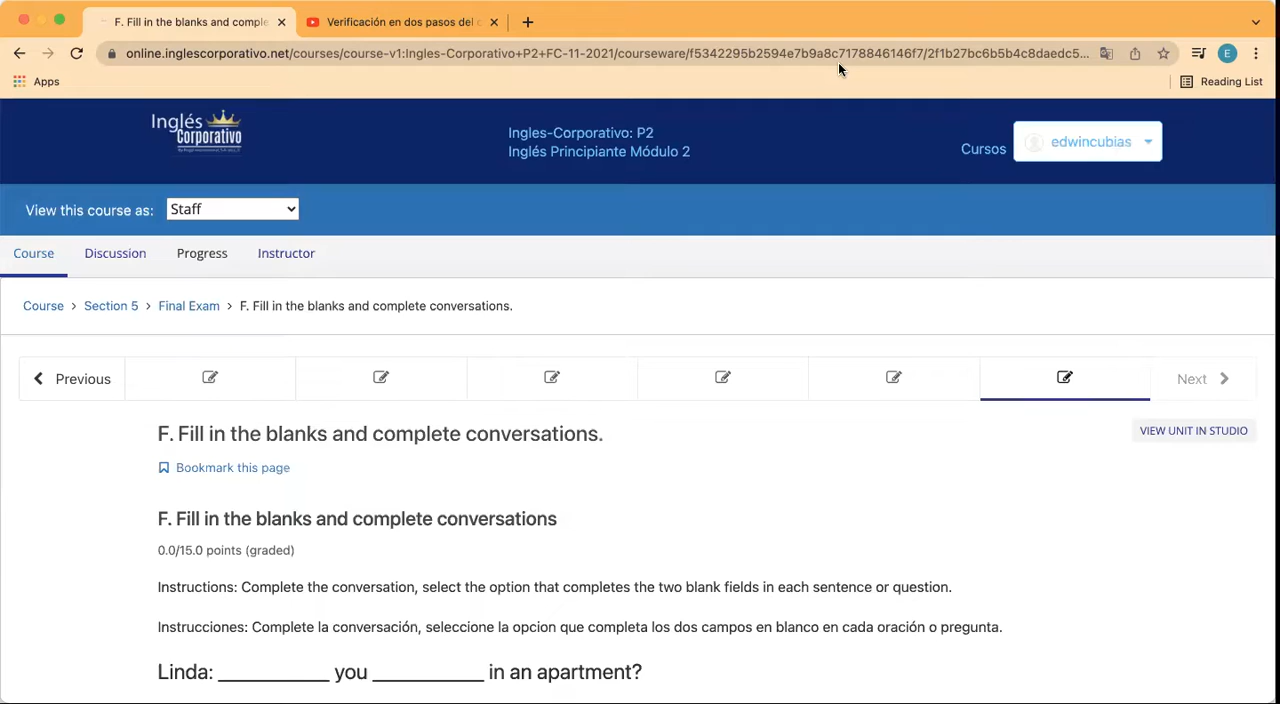 F. Fill in the blanks and comple
Verificación en dos pasos del c
online.inglescorporativo.net/courses/course-v1:Ingles-Corporativo+P2+FC-11-2021/courseware/f5342295b2594e7b9a8c7178846146f7/2f1b27bc6b5b4c8daedc5...
E
Apps
Reading List
Inglés
Corporativo
Ingles-Corporativo: P2
Inglés Principiante Módulo 2
Cursos
edwincubias
View this course as:
Staff
Course
Discussion
Progress
Instructor
Course > Section 5 > Final Exam > F. Fill in the blanks and complete conversations.
Previous
Next
F. Fill in the blanks and complete conversations.
VIEW UNIT IN STUDIO
Bookmark this page
F. Fill in the blanks and complete conversations
0.0/15.0 points (graded)
Instructions: Complete the conversation, select the option that completes the two blank fields in each sentence or question.
Instrucciones: Complete la conversación, seleccione la opcion que completa los dos campos en blanco en cada oración o pregunta.
Linda: __________ you __________ in an apartment?